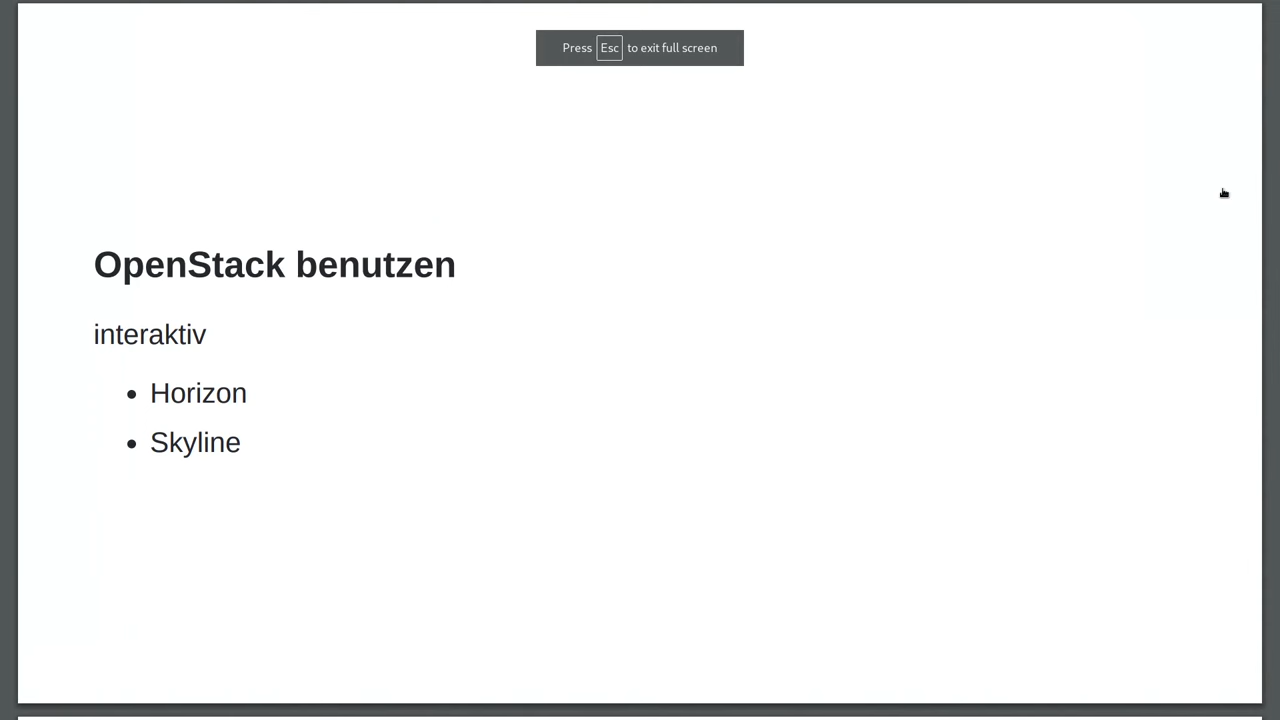 Press Esc to exit full screen
OpenStack benutzen
interaktiv
• Horizon
• Skyline